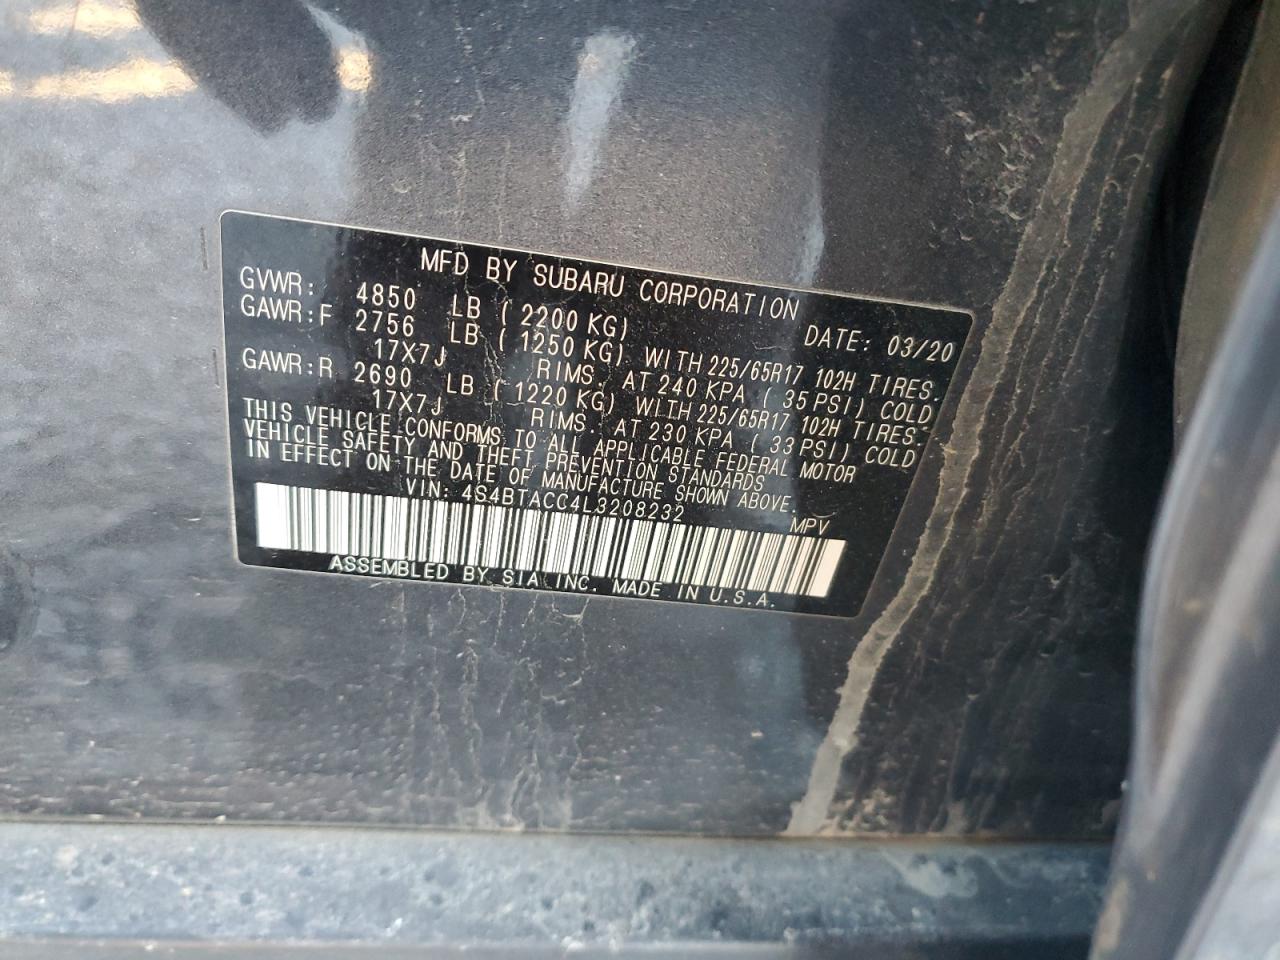 MFD BY SUBARU CORPORATION
GVWR: 4850 LB ( 2200 KG) DATE: 03/20
GAWR:F 2756 LB ( 1250 KG) WITH 225/65R17 102H TIRES.
17X7J RIMS. AT 240 KPA ( 35 PSI) COLD
GAWR:R 2690 LB ( 1220 KG) WITH 225/65R17 102H TIRES.
17X7J RIMS. AT 230 KPA ( 33 PSI) COLD
THIS VEHICLE CONFORMS TO ALL APPLICABLE FEDERAL MOTOR
VEHICLE SAFETY AND THEFT PREVENTION STANDARDS
IN EFFECT ON THE DATE OF MANUFACTURE SHOWN ABOVE.
VIN: 4S4BTACC4L3208232 MPV
ASSEMBLED BY SIA INC. MADE IN U.S.A.